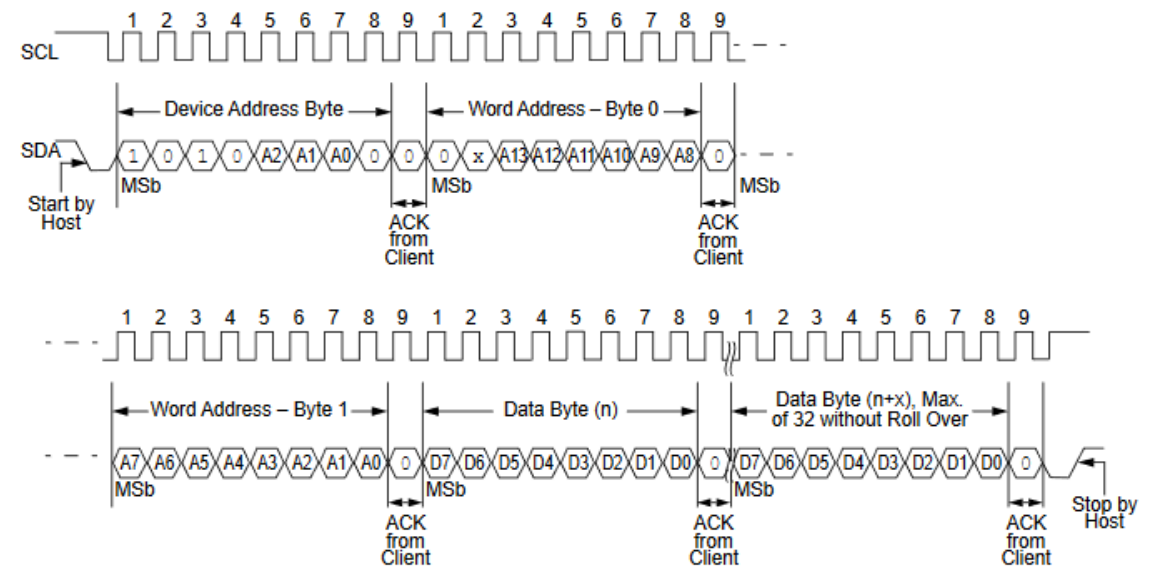 1 2 3 4 5 6 7 8 9 1 2 3 4 5 6 7 8 9
SCL
Device Address Byte Word Address – Byte 0
SDA 1 0 1 0 A2 A1 A0 0 0 0 x A13 A12 A11 A10 A9 A8 0
MSb MSb MSb
Start by
Host
ACK
from
Client
ACK
from
Client
1 2 3 4 5 6 7 8 9 1 2 3 4 5 6 7 8 9 1 2 3 4 5 6 7 8 9
Word Address – Byte 1 Data Byte (n)
Data Byte (n+x), Max.
of 32 without Roll Over
A7 A6 A5 A4 A3 A2 A1 A0 0 D7 D6 D5 D4 D3 D2 D1 D0 0 D7 D6 D5 D4 D3 D2 D1 D0 0
MSb MSb MSb
ACK
from
Client
ACK
from
Client
ACK
from
Client
Stop by
Host